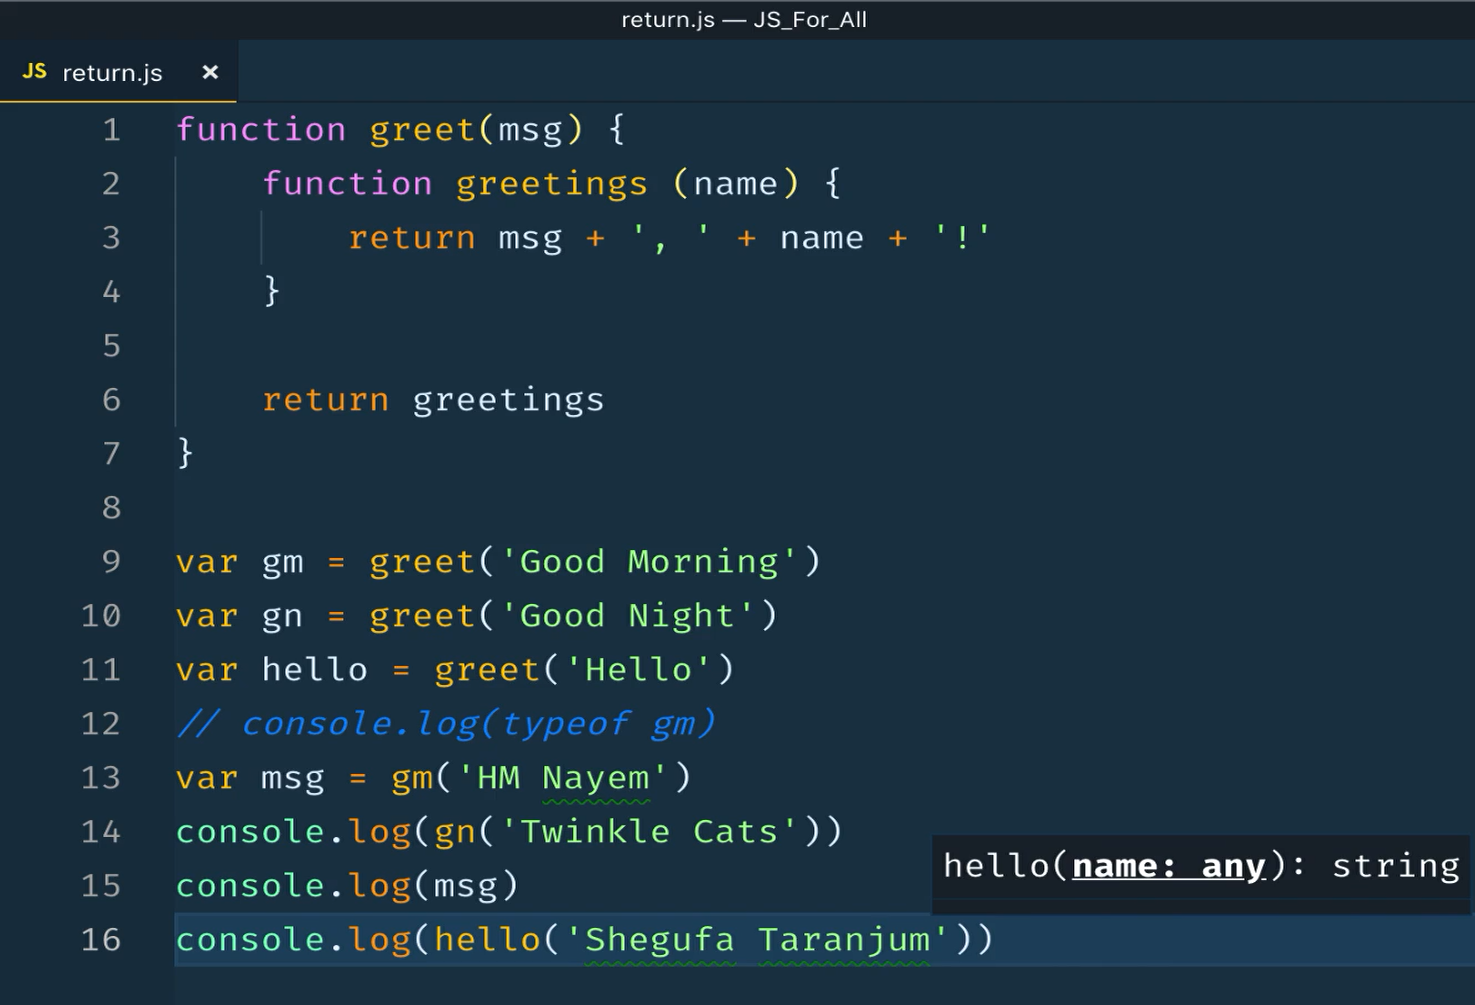 return.js — JS_For_All
JS return.js ×
1 function greet(msg) {
2     function greetings (name) {
3         return msg + ', ' + name + '!'
4     }
5
6     return greetings
7 }
8
9 var gm = greet('Good Morning')
10 var gn = greet('Good Night')
11 var hello = greet('Hello')
12 // console.log(typeof gm)
13 var msg = gm('HM Nayem')
14 console.log(gn('Twinkle Cats'))
hello(name: any): string
15 console.log(msg)
16 console.log(hello('Shegufa Taranjum'))